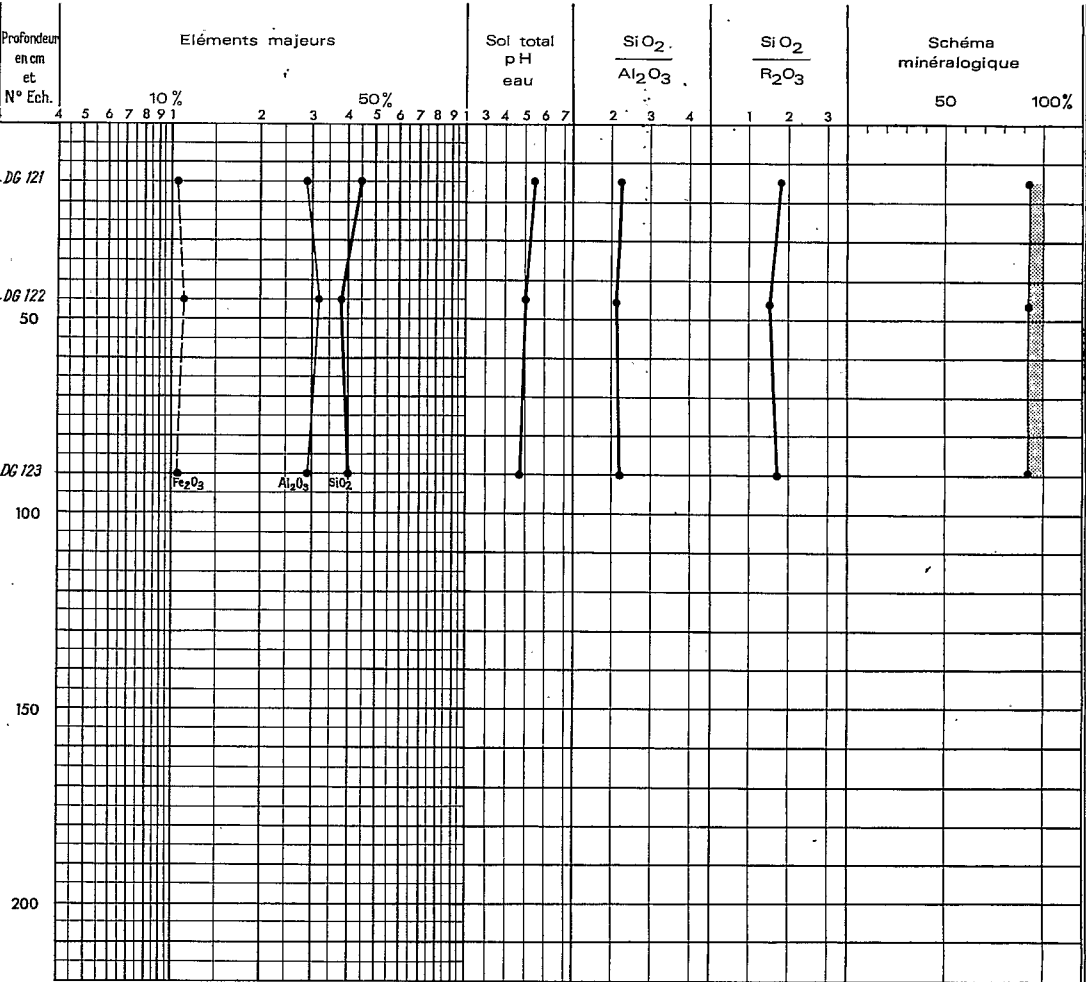 Profondeur
en cm
et
N° Ech.
Eléments majeurs
10 % 50 %
4 5 6 7 8 9 1 2 3 4 5 6 7 8 9 1
Sol total
pH
eau
3 4 5 6 7
SiO2
Al2O3
2 3 4
SiO2
R2O3
1 2 3
Schéma
minéralogique
50 100%
DG 121
DG 122
50
DG 123
Fe2O3 Al2O3 SiO2
100
150
200